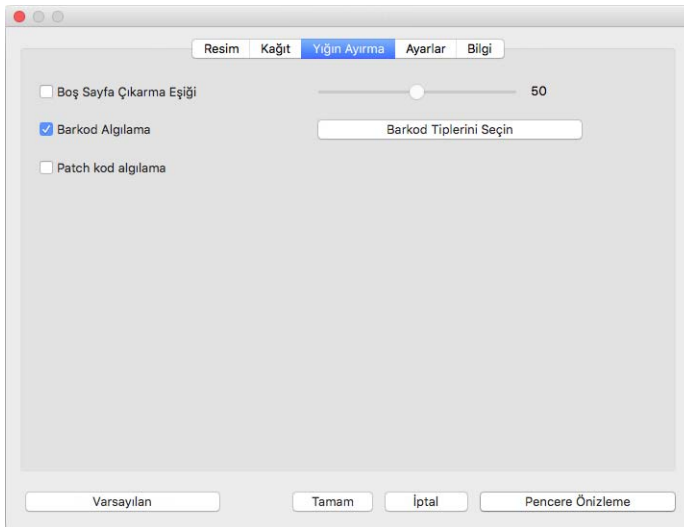 Resim Kağıt Yığın Ayırma Ayarlar Bilgi
Boş Sayfa Çıkarma Eşiği 50
Barkod Algılama Barkod Tiplerini Seçin
Patch kod algılama
Varsayılan Tamam İptal Pencere Önizleme